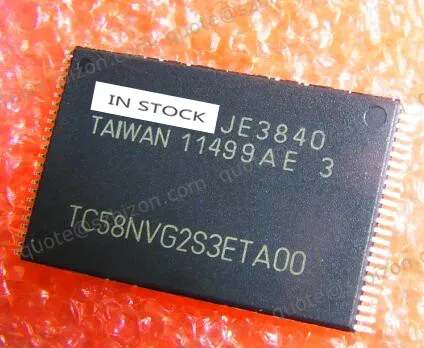 IN STOCK JE3840
TAIWAN 11499AE 3
TC58NVG2S3ETA00